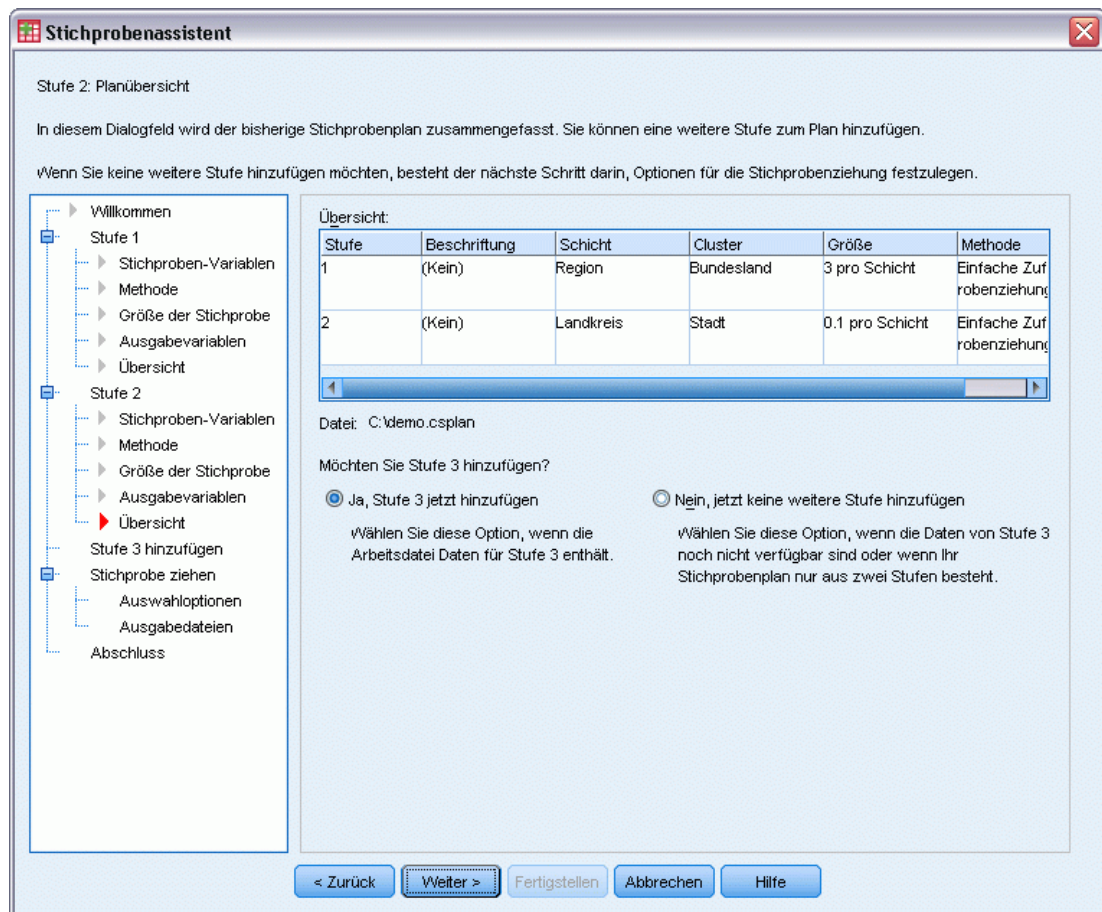 Stichprobenassistent
Stufe 2: Planübersicht
In diesem Dialogfeld wird der bisherige Stichprobenplan zusammengefasst. Sie können eine weitere Stufe zum Plan hinzufügen.
Wenn Sie keine weitere Stufe hinzufügen möchten, besteht der nächste Schritt darin, Optionen für die Stichprobenziehung festzulegen.
Willkommen
Stufe 1
Stichproben-Variablen
Methode
Größe der Stichprobe
Ausgabevariablen
Übersicht
Stufe 2
Stichproben-Variablen
Methode
Größe der Stichprobe
Ausgabevariablen
Übersicht
Stufe 3 hinzufügen
Stichprobe ziehen
Auswahloptionen
Ausgabedateien
Abschluss
Übersicht:
Stufe Beschriftung Schicht Cluster Größe Methode
1 (Kein) Region Bundesland 3 pro Schicht Einfache Zuf
robenziehung
2 (Kein) Landkreis Stadt 0.1 pro Schicht Einfache Zuf
robenziehung
Datei: C:\demo.csplan
Möchten Sie Stufe 3 hinzufügen?
Ja, Stufe 3 jetzt hinzufügen
Wählen Sie diese Option, wenn die
Arbeitsdatei Daten für Stufe 3 enthält.
Nein, jetzt keine weitere Stufe hinzufügen
Wählen Sie diese Option, wenn die Daten von Stufe 3
noch nicht verfügbar sind oder wenn Ihr
Stichprobenplan nur aus zwei Stufen besteht.
< Zurück Weiter > Fertigstellen Abbrechen Hilfe